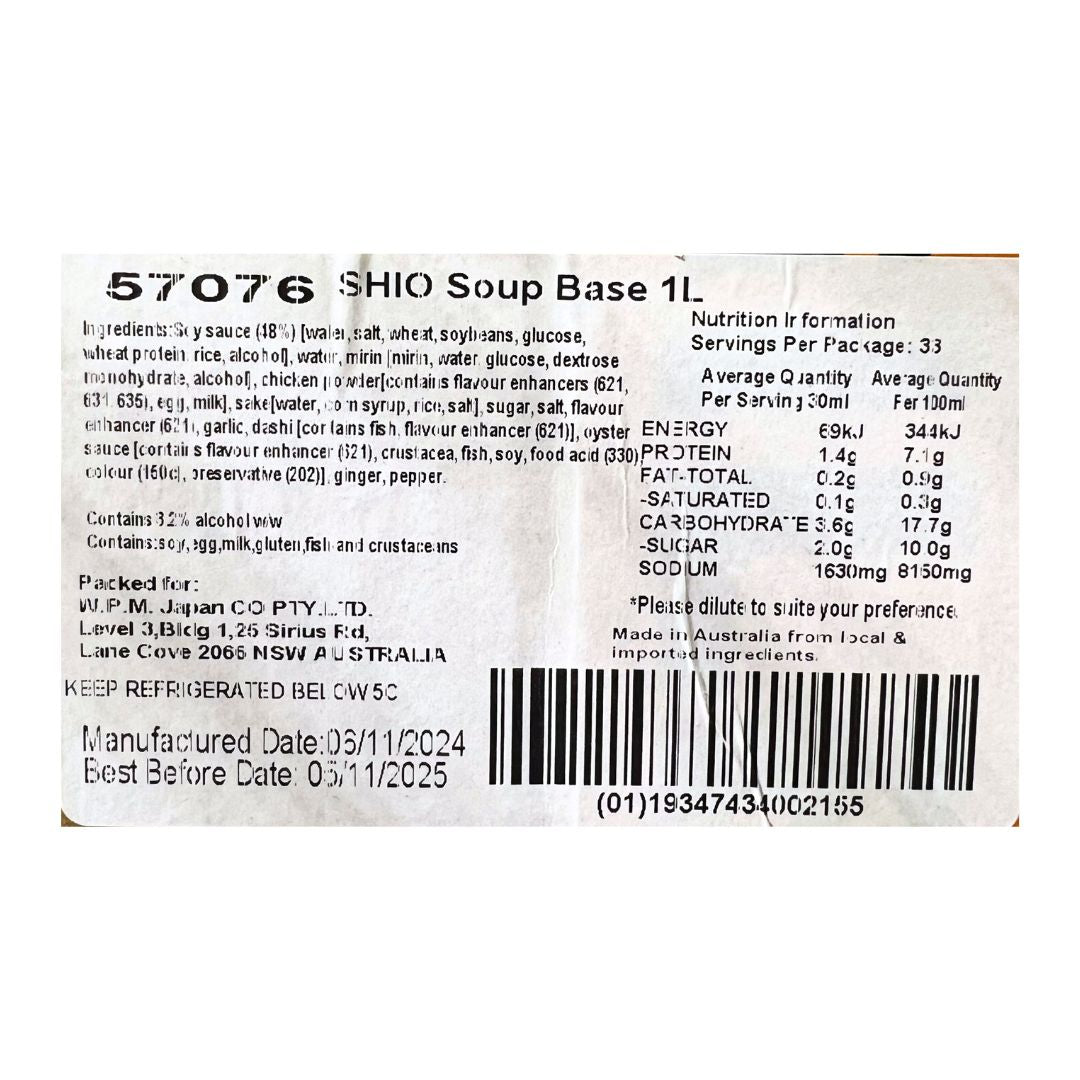 57076 SHIO Soup Base 1L
Ingredients:Soy sauce (48%) [water, salt, wheat, soybeans, glucose,
wheat protein, rice, alcohol], water, mirin [mirin, water, glucose, dextrose
monohydrate, alcohol], chicken powder[contains flavour enhancers (621,
631, 635), egg, milk], sake[water, corn syrup, rice, salt], sugar, salt, flavour
enhancer (621), garlic, dashi [contains fish, flavour enhancer (621)], oyster
sauce [contains flavour enhancer (621), crustacea, fish, soy, food acid (330),
colour (150c), preservative (202)], ginger, pepper.
Contains 3.2% alcohol w/w
Contains:soy,egg,milk,gluten,fish and crustaceans
Packed for:
W.P.M. Japan CO PTY.LTD.
Level 3,Bldg 1,25 Sirius Rd,
Lane Cove 2066 NSW AUSTRALIA
KEEP REFRIGERATED BELOW 5C
Manufactured Date:06/11/2024
Best Before Date: 06/11/2025
Nutrition Information
Servings Per Package: 33
Average Quantity Average Quantity
Per Serving 30ml Per 100ml
ENERGY 69kJ 344kJ
PROTEIN 1.4g 7.1g
FAT-TOTAL 0.2g 0.9g
-SATURATED 0.1g 0.3g
CARBOHYDRATE 3.6g 17.7g
-SUGAR 2.0g 10.0g
SODIUM 1630mg 8150mg
*Please dilute to suite your preference.
Made in Australia from local &
imported ingredients.
(01)19347434002155